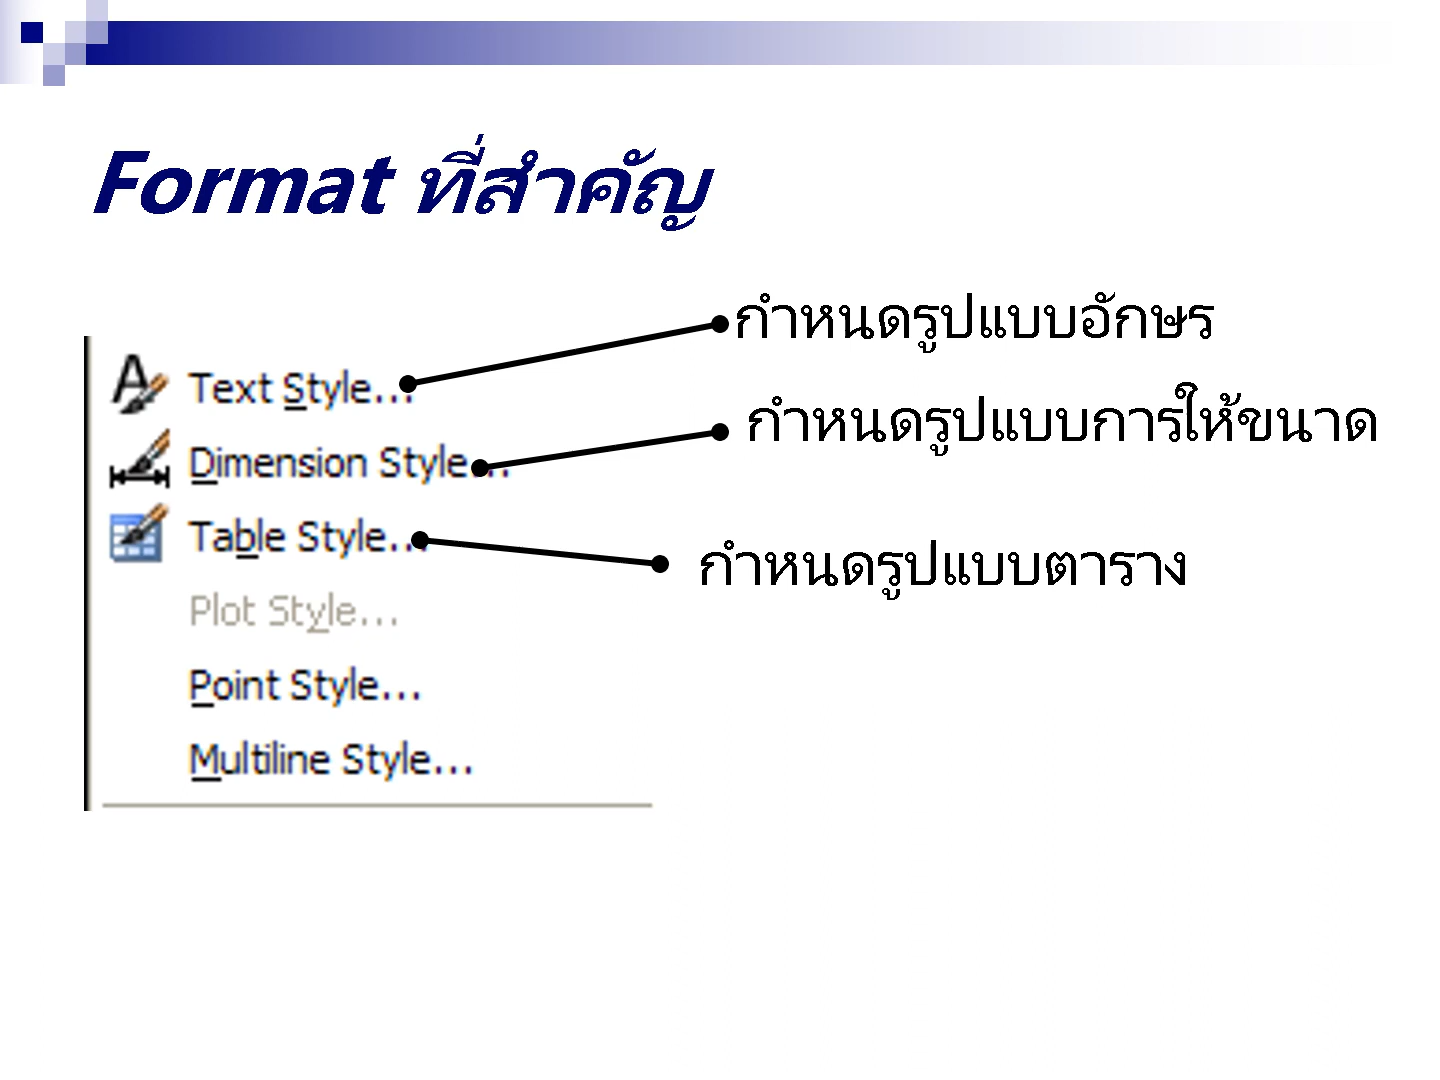 Format ที่สำคัญ
กำหนดรูปแบบอักษร
Text Style...
กำหนดรูปแบบการให้ขนาด
Dimension Style...
Table Style...
กำหนดรูปแบบตาราง
Plot Style...
Point Style...
Multiline Style...